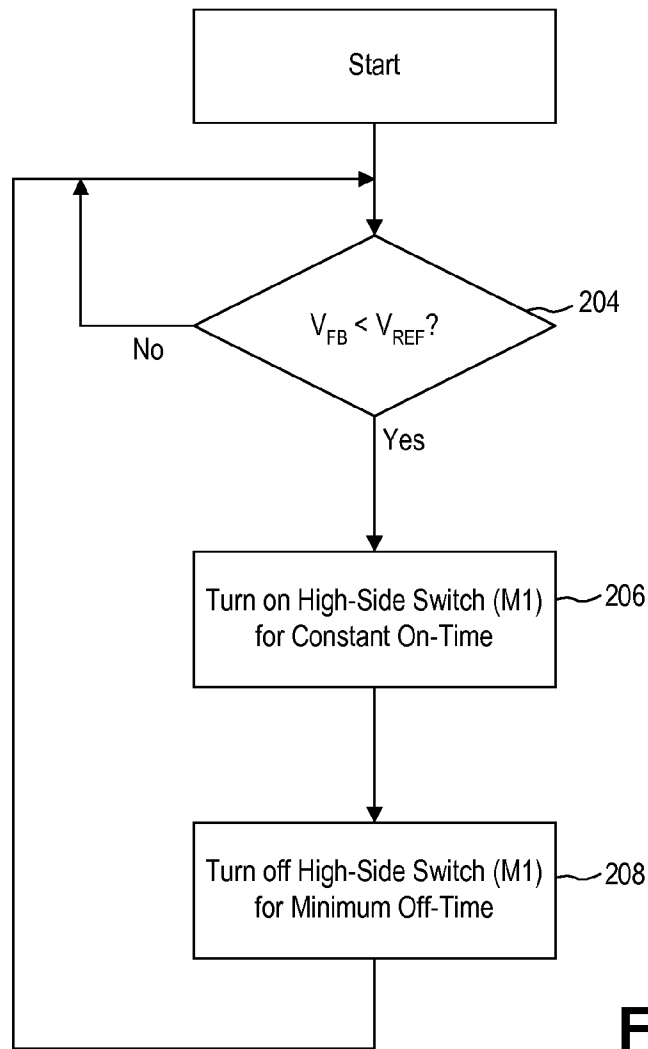 Start
V_FB < V_REF?
204
No
Yes
Turn on High-Side Switch (M1)
for Constant On-Time
206
Turn off High-Side Switch (M1)
for Minimum Off-Time
208
F